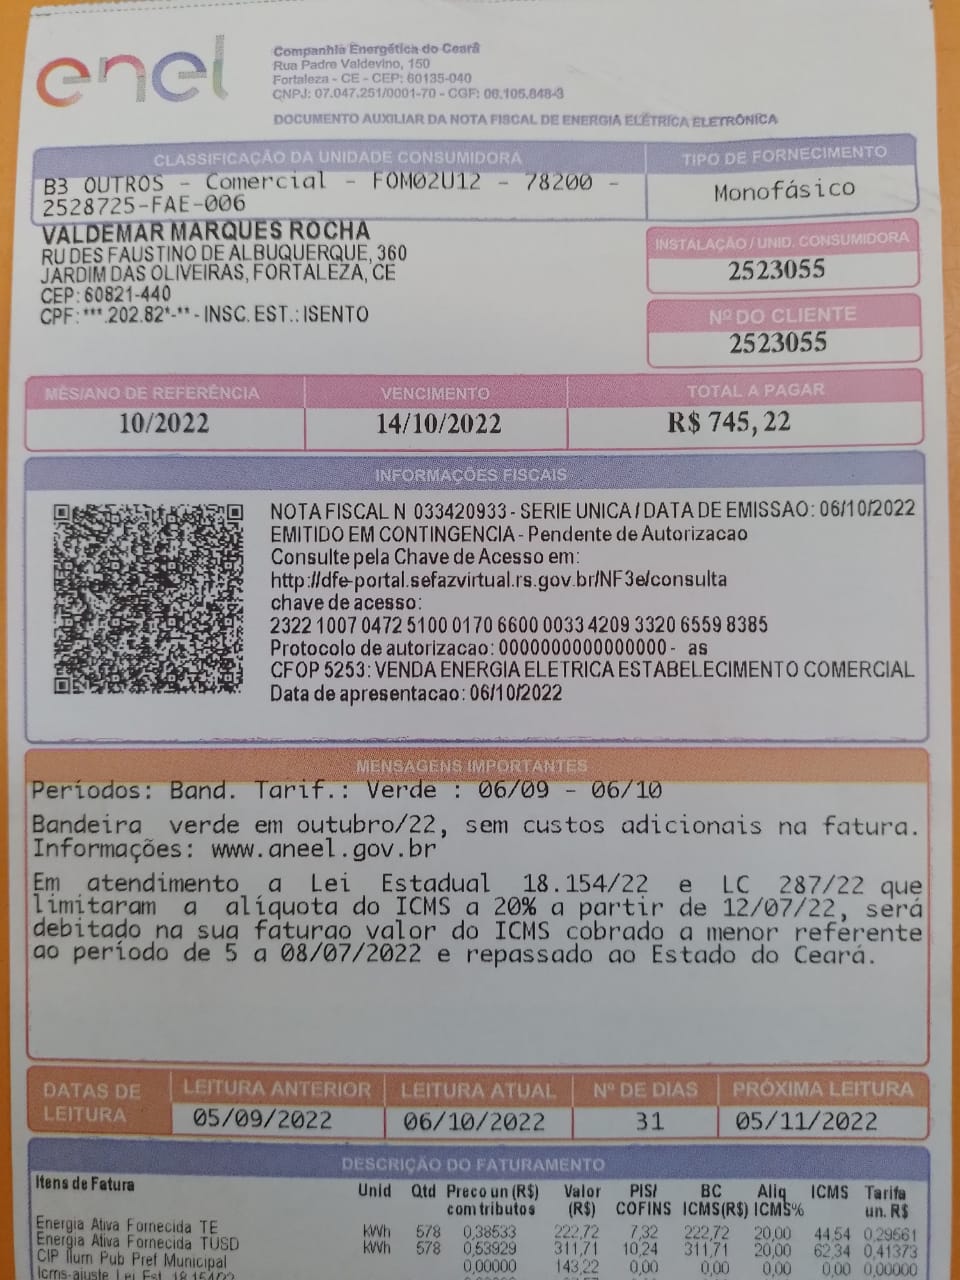 enel
Companhia Energética do Ceará
Rua Padre Valdevino, 150
Fortaleza - CE - CEP: 60135-040
CNPJ: 07.047.251/0001-70 - CGF: 06.105.848-3
DOCUMENTO AUXILIAR DA NOTA FISCAL DE ENERGIA ELÉTRICA ELETRÔNICA
CLASSIFICAÇÃO DA UNIDADE CONSUMIDORA
B3 OUTROS - Comercial - FOM02U12 - 78200 -
2528725-FAE-006
TIPO DE FORNECIMENTO
Monofásico
VALDEMAR MARQUES ROCHA
RU DES FAUSTINO DE ALBUQUERQUE, 360
JARDIM DAS OLIVEIRAS, FORTALEZA, CE
CEP: 60821-440
CPF: ***.202.82*-** - INSC. EST.: ISENTO
INSTALAÇÃO / UNID. CONSUMIDORA
2523055
Nº DO CLIENTE
2523055
MÊS/ANO DE REFERÊNCIA VENCIMENTO TOTAL A PAGAR
10/2022 14/10/2022 R$ 745,22
INFORMAÇÕES FISCAIS
NOTA FISCAL N 033420933 - SERIE UNICA / DATA DE EMISSAO: 06/10/2022
EMITIDO EM CONTINGENCIA - Pendente de Autorizacao
Consulte pela Chave de Acesso em:
http://dfe-portal.sefazvirtual.rs.gov.br/NF3e/consulta
chave de acesso:
2322 1007 0472 5100 0170 6600 0033 4209 3320 6559 8385
Protocolo de autorizacao: 0000000000000000 - as
CFOP 5253: VENDA ENERGIA ELETRICA ESTABELECIMENTO COMERCIAL
Data de apresentacao: 06/10/2022
MENSAGENS IMPORTANTES
Períodos: Band. Tarif.: Verde : 06/09 - 06/10
Bandeira verde em outubro/22, sem custos adicionais na fatura.
Informações: www.aneel.gov.br
Em atendimento a Lei Estadual 18.154/22 e LC 287/22 que
limitaram a alíquota do ICMS a 20% a partir de 12/07/22, será
debitado na sua faturao valor do ICMS cobrado a menor referente
ao período de 5 a 08/07/2022 e repassado ao Estado do Ceará.
DATAS DE LEITURA
LEITURA ANTERIOR LEITURA ATUAL Nº DE DIAS PRÓXIMA LEITURA
05/09/2022 06/10/2022 31 05/11/2022
DESCRIÇÃO DO FATURAMENTO
Itens de Fatura Unid Qtd Preco un (R$) com tributos Valor (R$) PIS/ COFINS BC ICMS(R$) Aliq ICMS% ICMS Tarifa un. R$
Energia Ativa Fornecida TE kWh 578 0,38533 222,72 7,32 222,72 20,00 44,54 0,29561
Energia Ativa Fornecida TUSD kWh 578 0,53929 311,71 10,24 311,71 20,00 62,34 0,41373
CIP Ilum Pub Pref Municipal 0,00000 143,22 0,00 0,00 0,00 0,00 0,00000
Icms-ajuste Lei Est 18.154/22